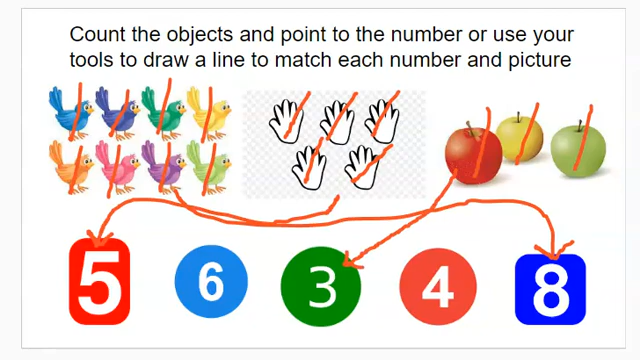 Count the objects and point to the number or use your
tools to draw a line to match each number and picture
5 6 3 4 8